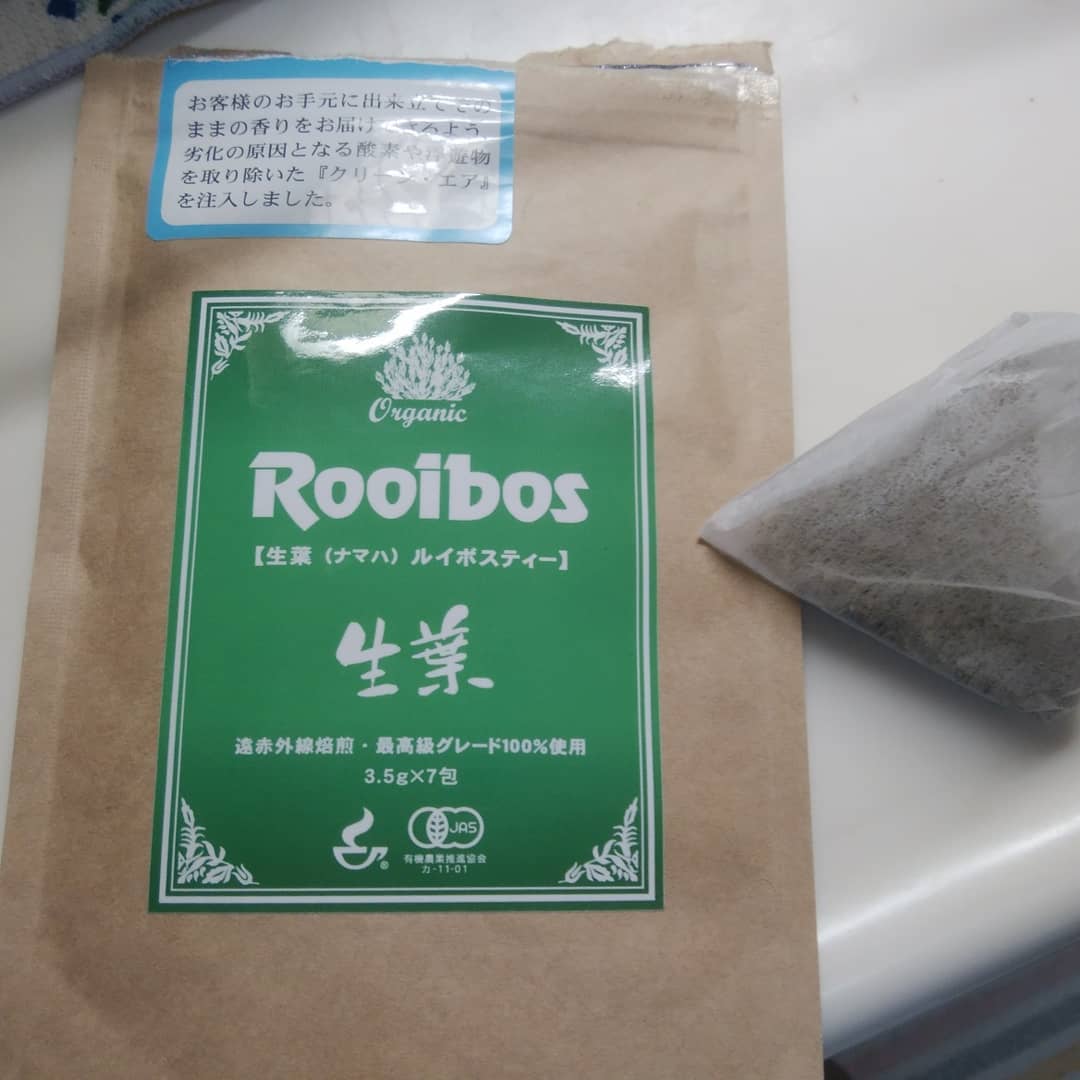 お客様のお手元に出来立てその
ままの香りをお届けできるよう
劣化の原因となる酸素や浮遊物
を取り除いた『クリーン・エア』
を注入しました。
Organic
Rooibos
【生葉（ナマハ）ルイボスティー】
生葉
遠赤外線焙煎・最高級グレード100%使用
3.5g×7包
JAS
®
有機農業推進協会
カ-11-01